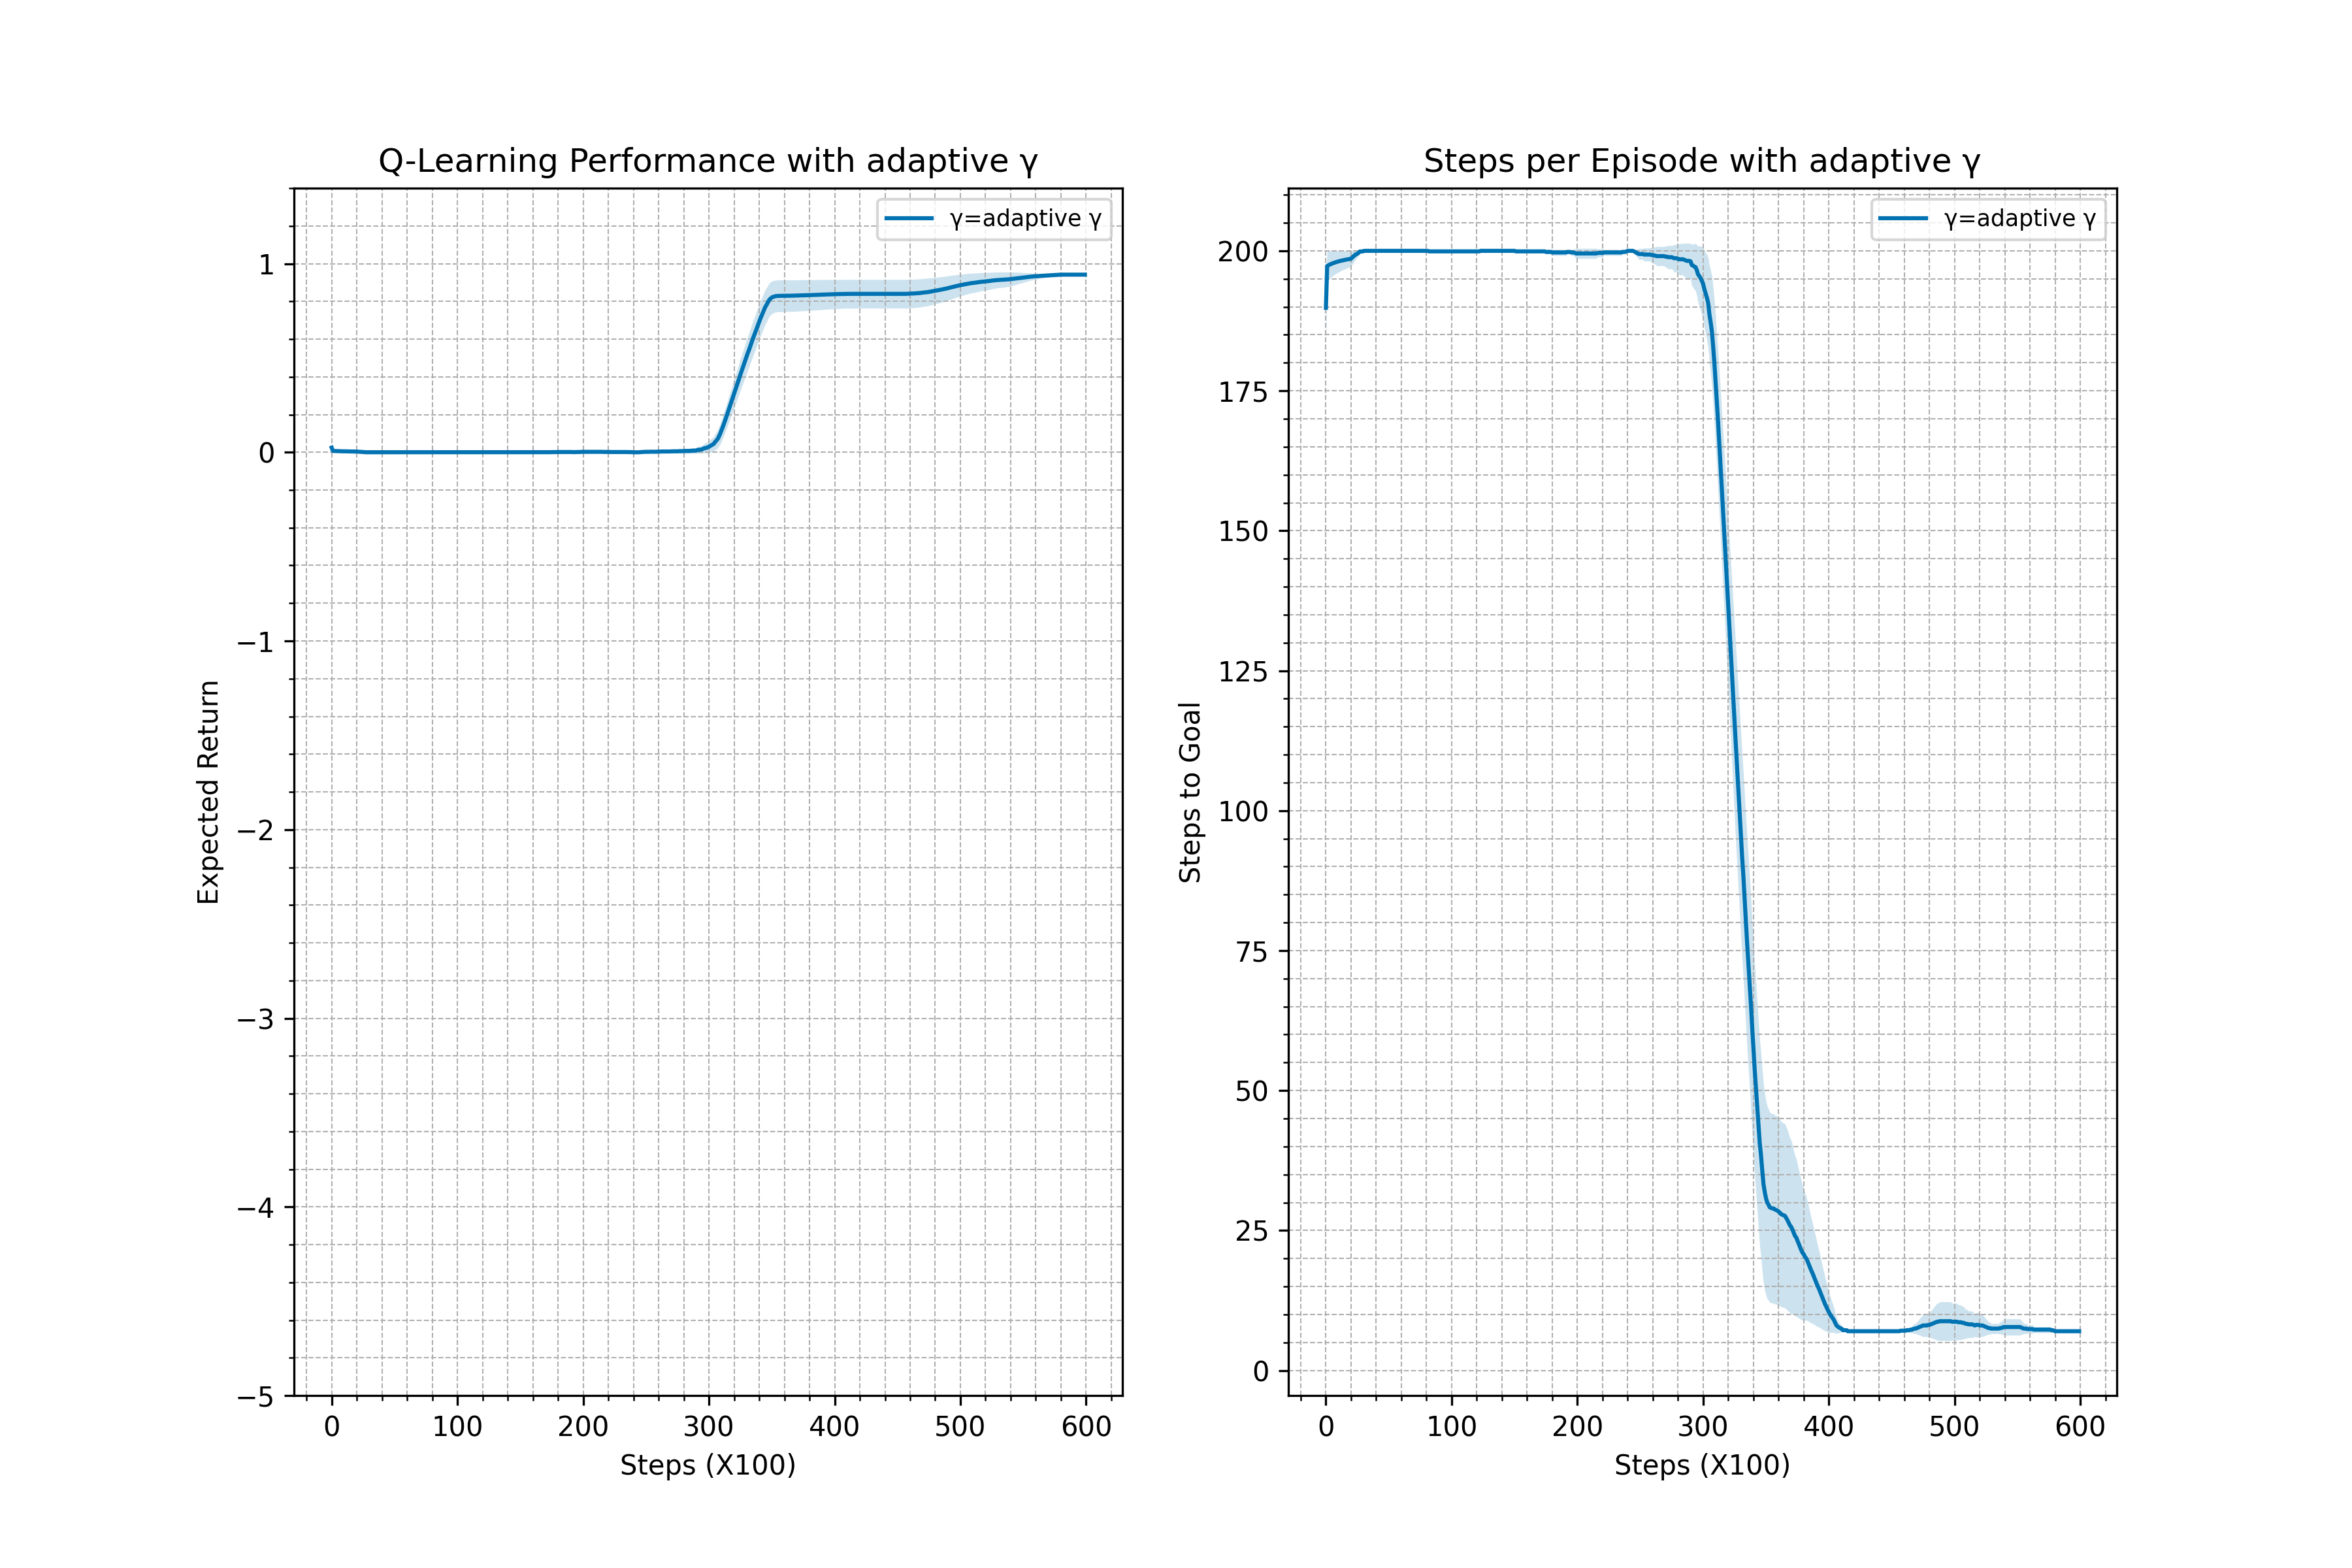 Q-Learning Performance with adaptive γ
γ=adaptive γ
1
0
−1
−2
−3
−4
−5
Expected Return
0 100 200 300 400 500 600
Steps (X100)
Steps per Episode with adaptive γ
γ=adaptive γ
200
175
150
125
100
75
50
25
0
Steps to Goal
0 100 200 300 400 500 600
Steps (X100)